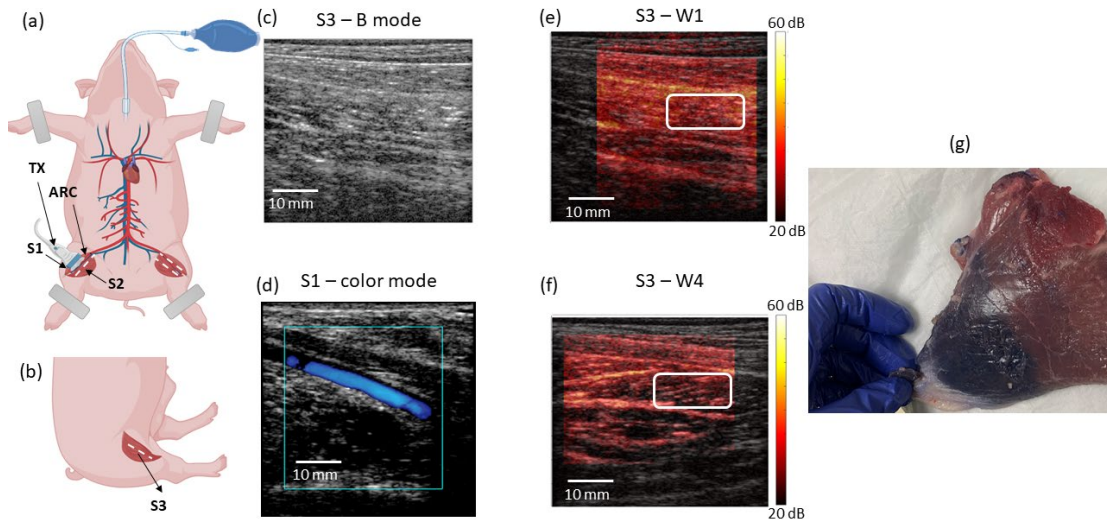 (a)
TX
ARC
S1
S2
(b)
S3
(c)
S3 – B mode
10 mm
(d)
S1 – color mode
10 mm
(e)
S3 – W1
60 dB
10 mm
20 dB
(f)
S3 – W4
60 dB
10 mm
20 dB
(g)